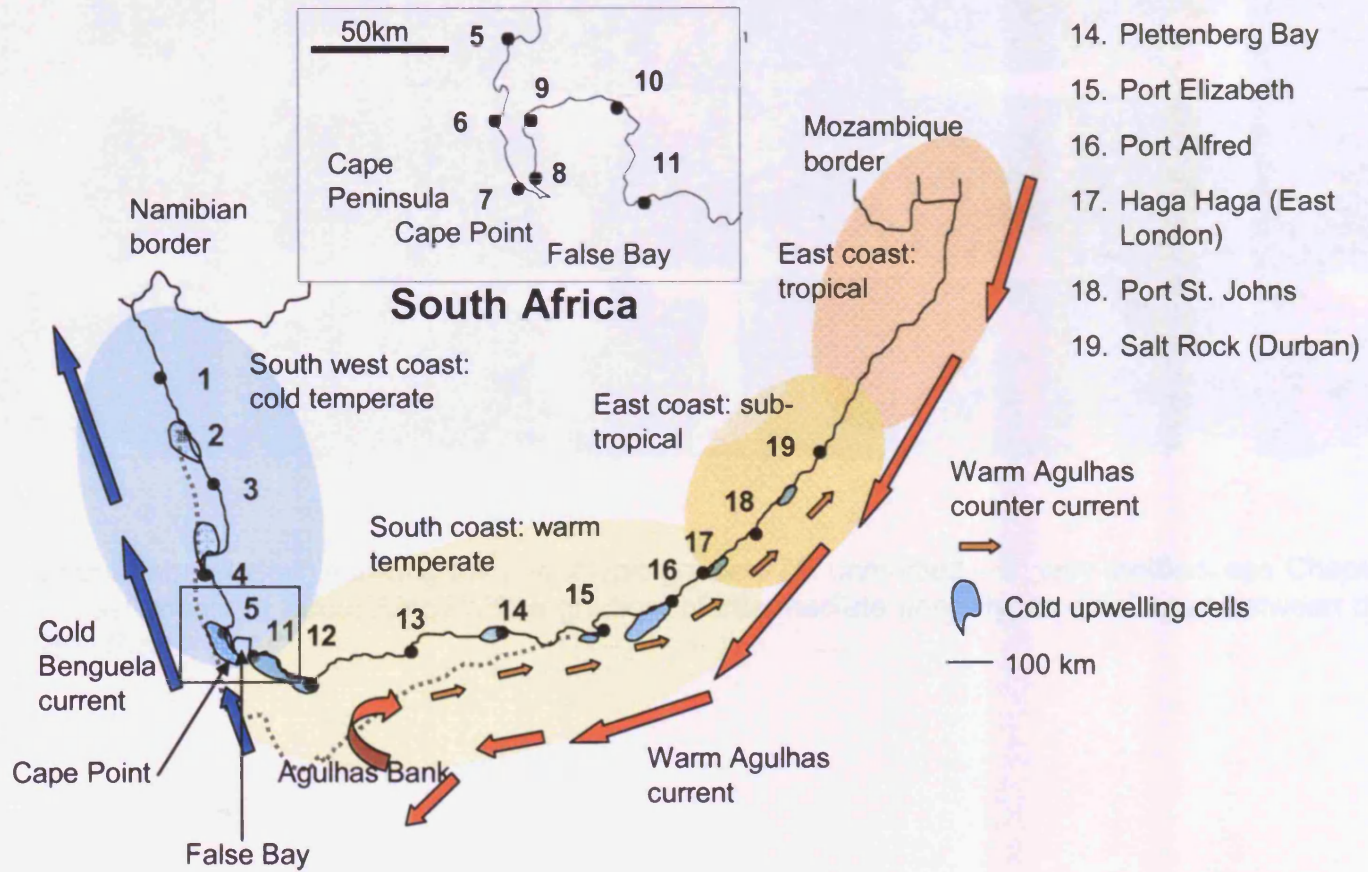 50km
5
9
10
6
Cape
Peninsula
8
11
7
Cape Point
False Bay
Mozambique
border
Namibian
border
South Africa
East coast:
tropical
South west coast:
cold temperate
1
2
3
4
5
11
12
East coast: sub-
tropical
19
18
17
16
South coast: warm
temperate
15
14
13
Cold
Benguela
current
Cape Point
False Bay
Agulhas Bank
Warm Agulhas
current
14. Plettenberg Bay
15. Port Elizabeth
16. Port Alfred
17. Haga Haga (East
London)
18. Port St. Johns
19. Salt Rock (Durban)
Warm Agulhas
counter current
Cold upwelling cells
100 km